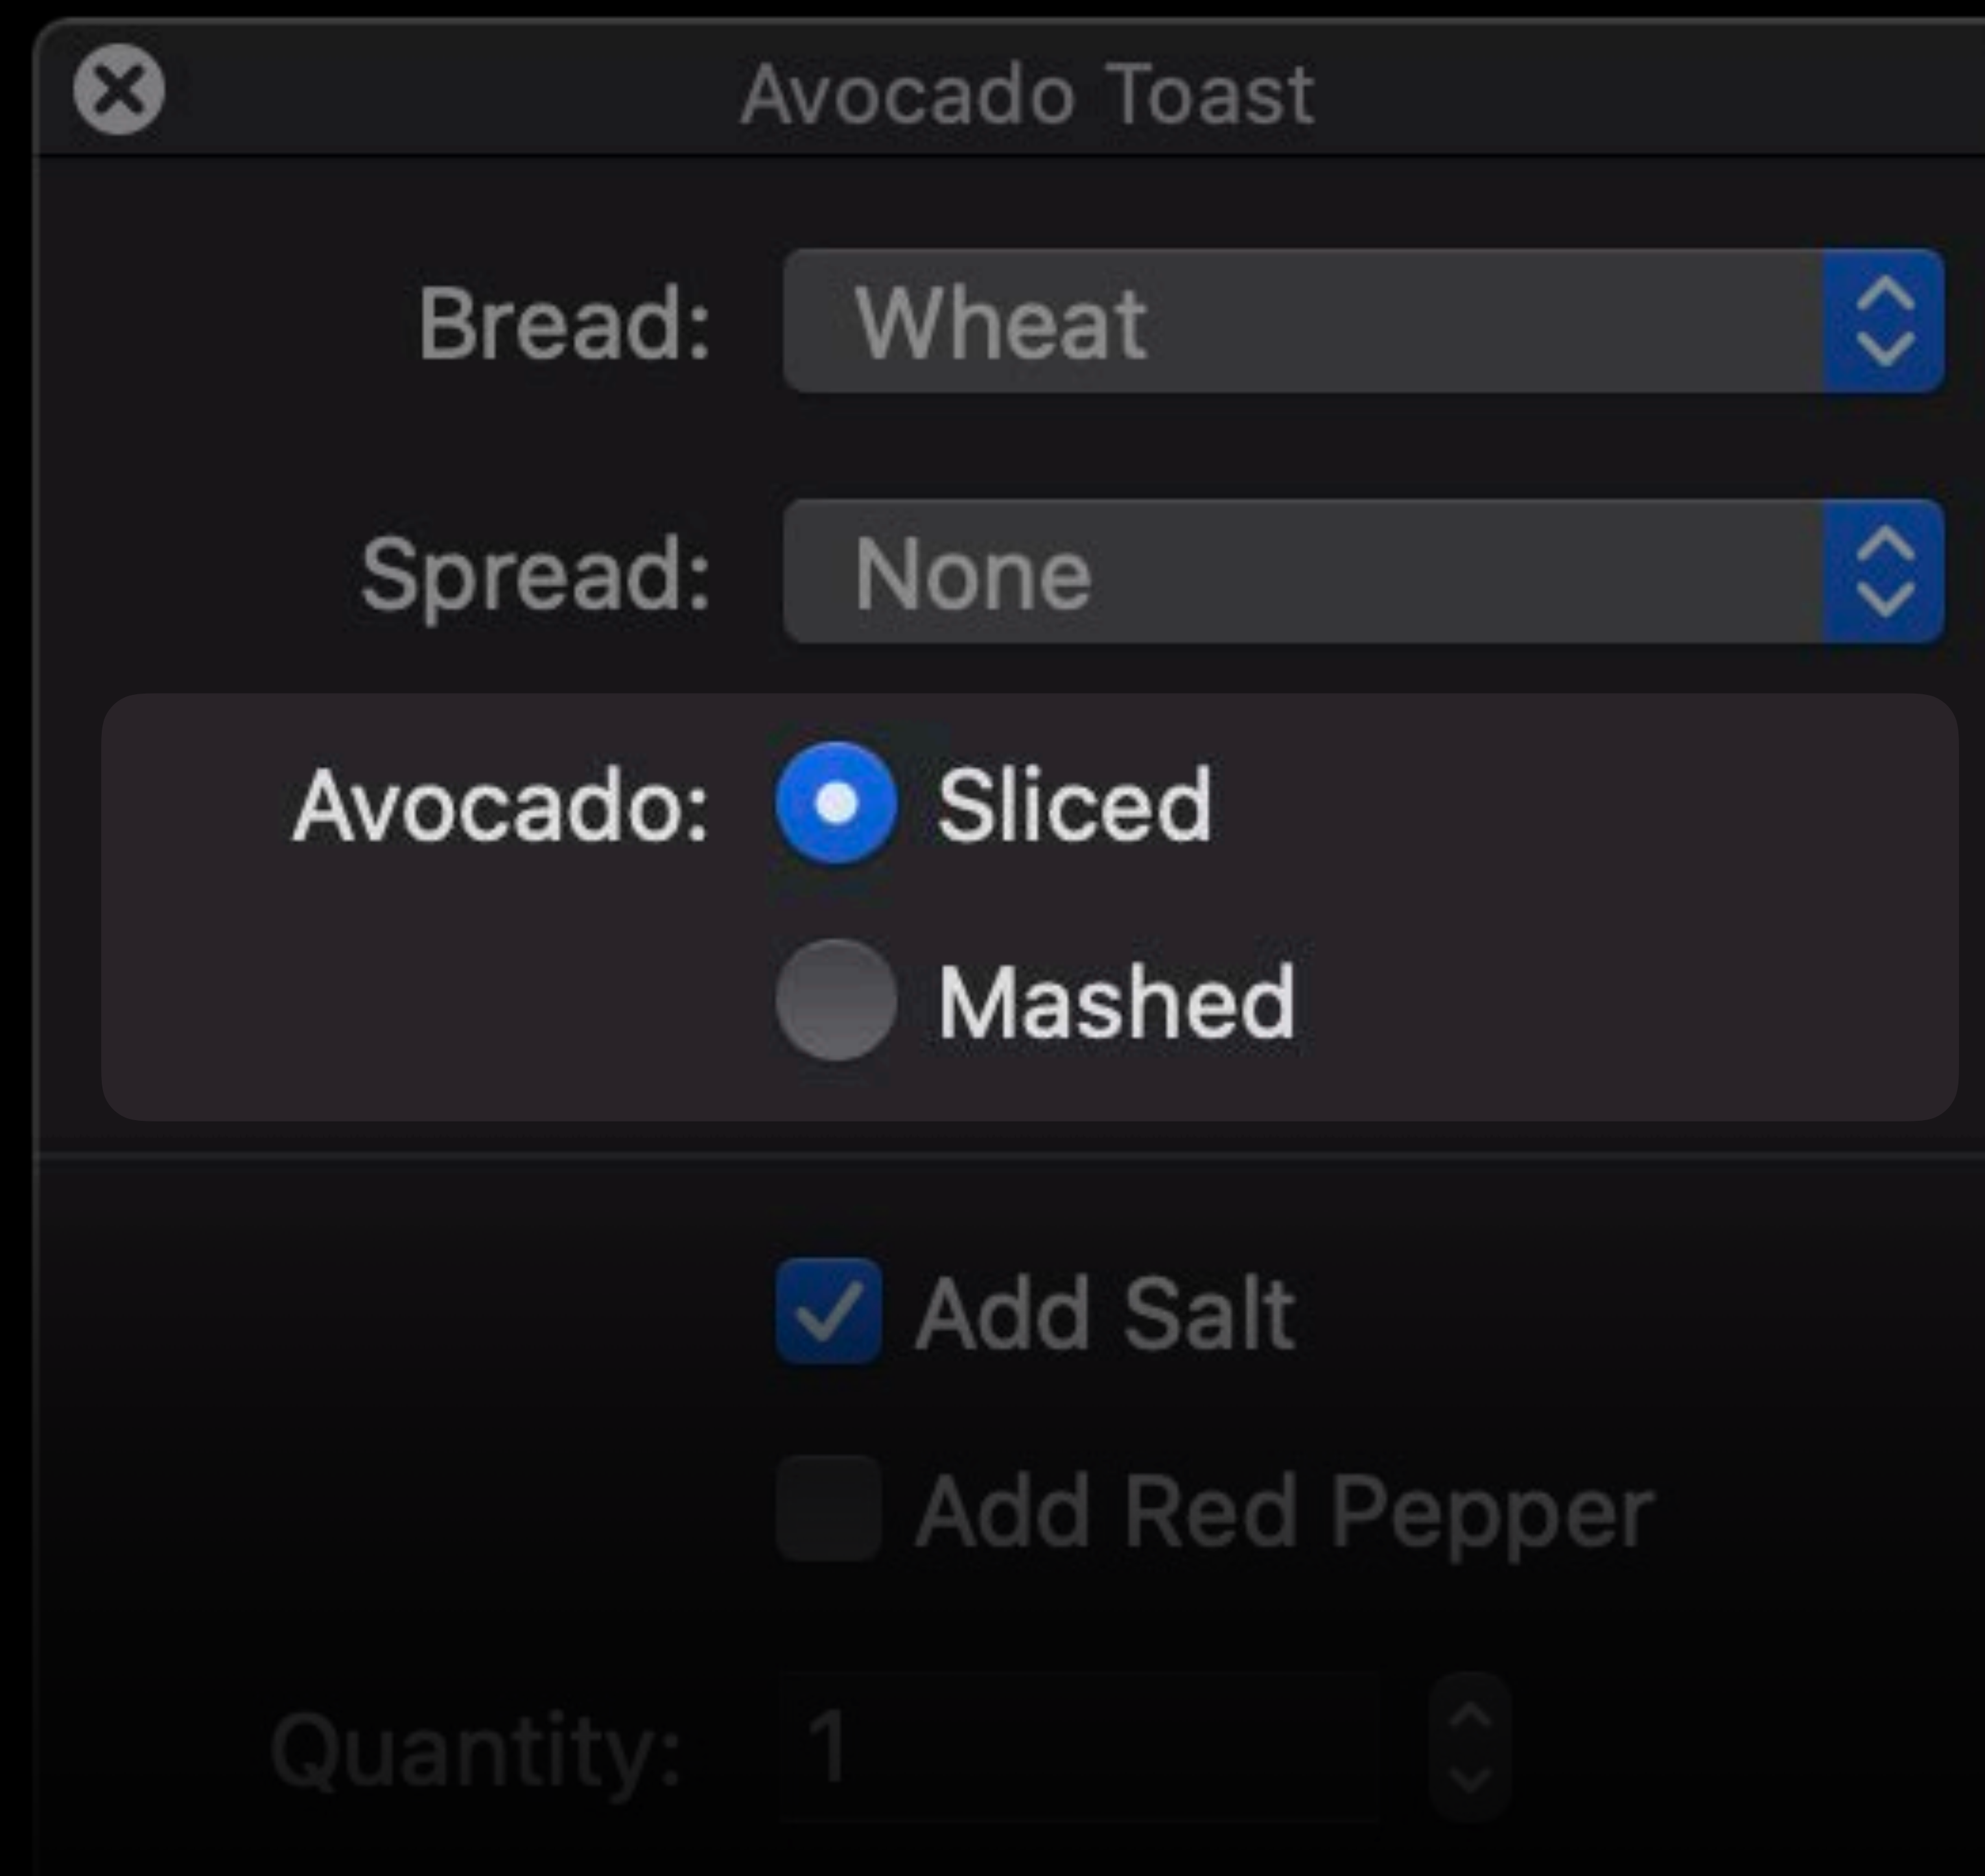 Avocado Toast
Bread: Wheat
Spread: None
Avocado: Sliced
Mashed
Add Salt
Add Red Pepper
Quantity: 1